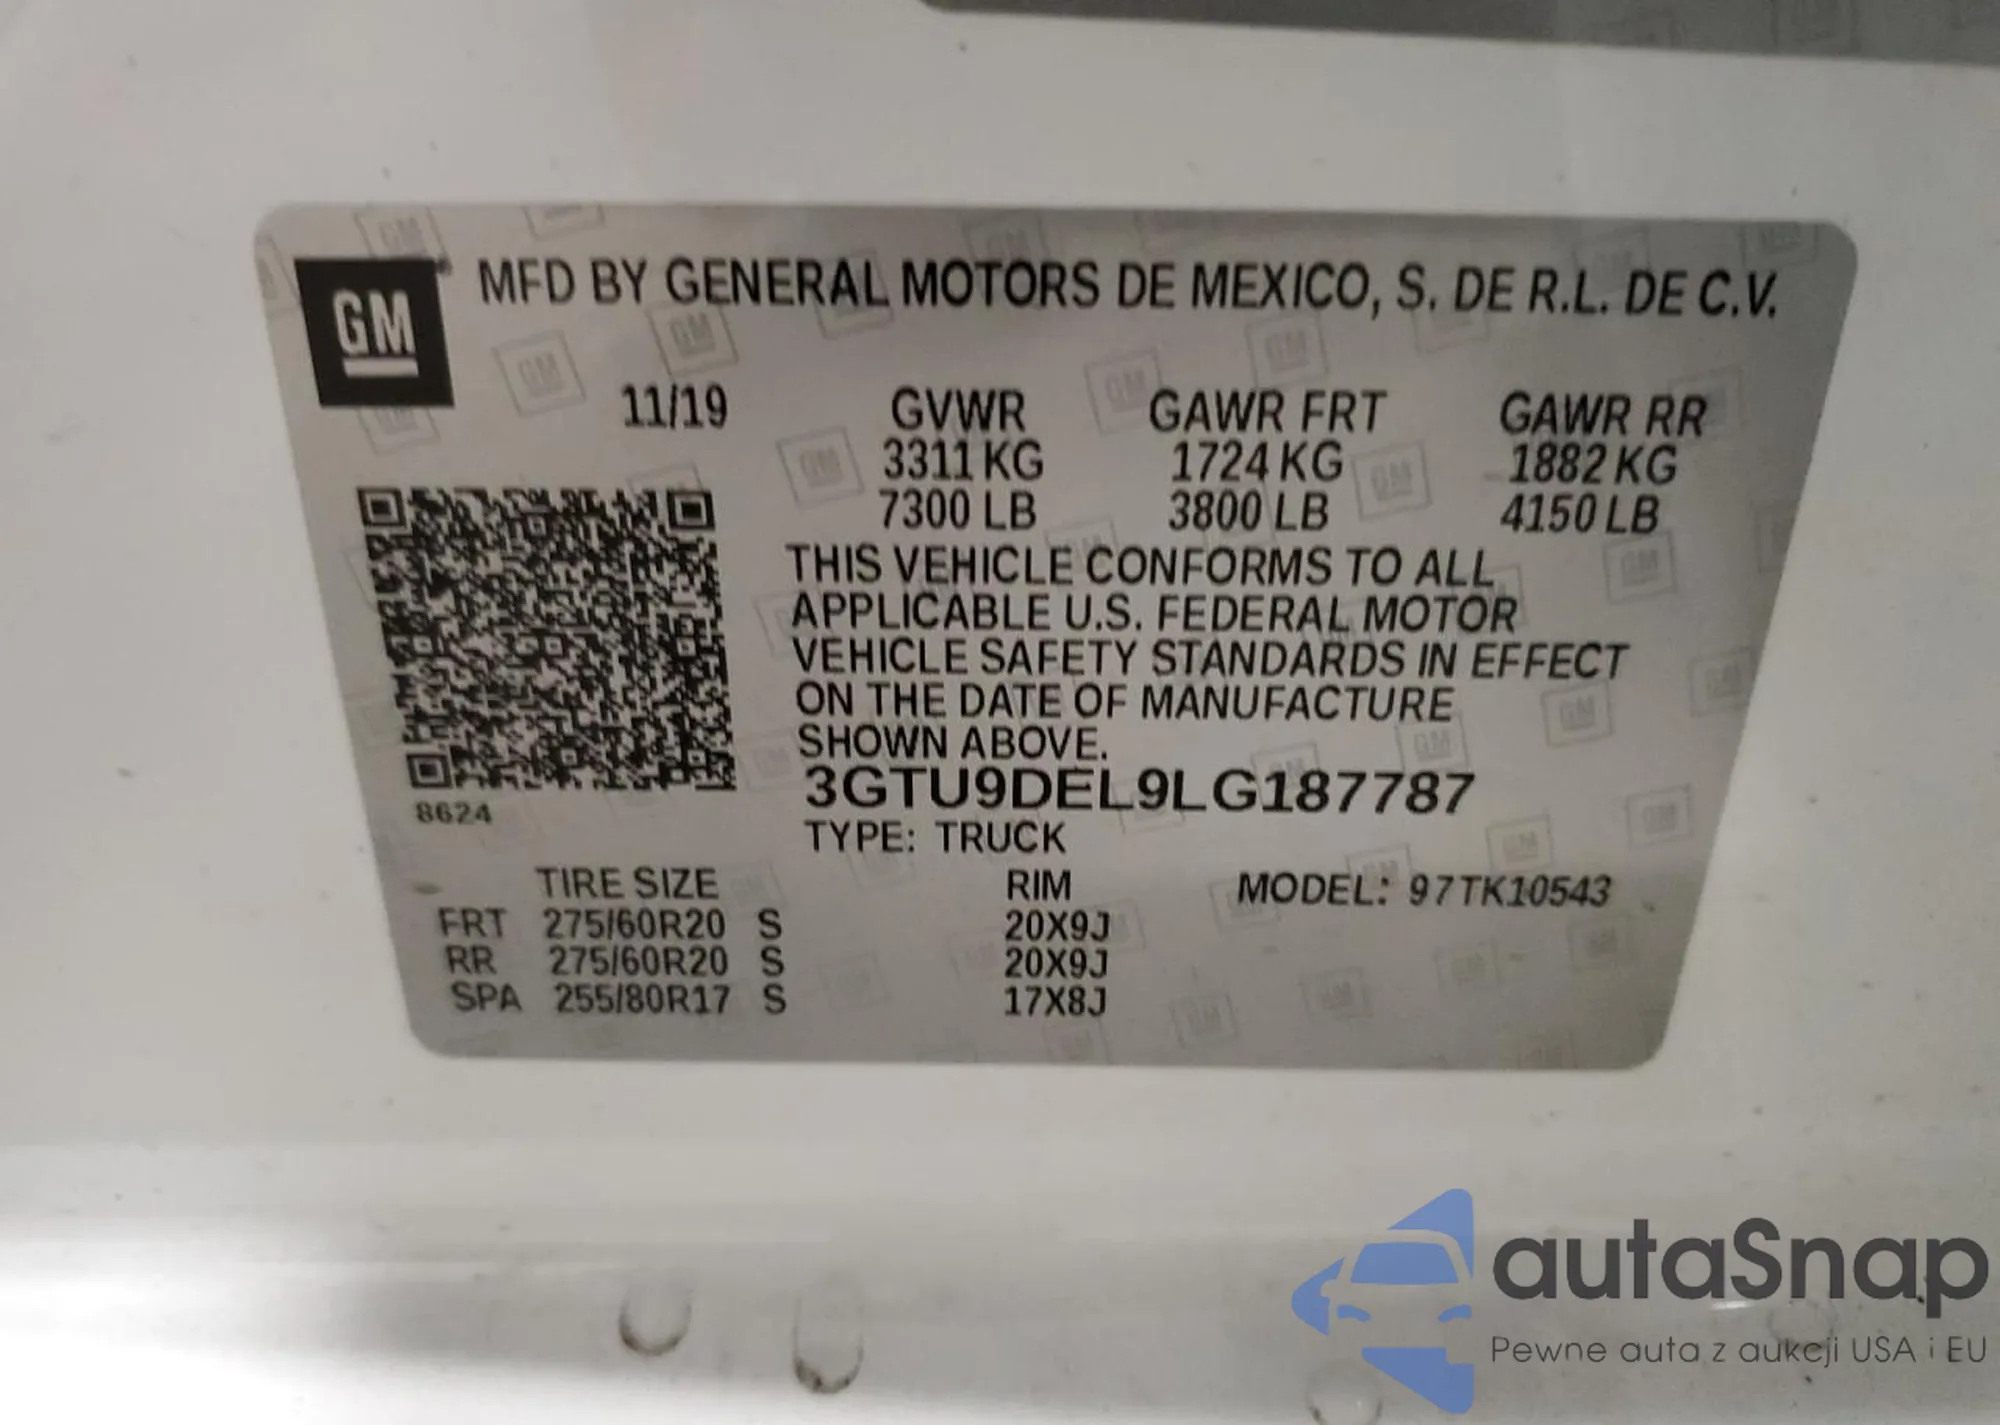 GM
MFD BY GENERAL MOTORS DE MEXICO, S. DE R.L. DE C.V.
11/19 GVWR GAWR FRT GAWR RR
3311 KG 1724 KG 1882 KG
7300 LB 3800 LB 4150 LB
THIS VEHICLE CONFORMS TO ALL
APPLICABLE U.S. FEDERAL MOTOR
VEHICLE SAFETY STANDARDS IN EFFECT
ON THE DATE OF MANUFACTURE
SHOWN ABOVE.
3GTU9DEL9LG187787
8624
TYPE: TRUCK
TIRE SIZE RIM MODEL: 97TK10543
FRT 275/60R20 S 20X9J
RR 275/60R20 S 20X9J
SPA 255/80R17 S 17X8J
autaSnap
Pewne auta z aukcji USA i EU